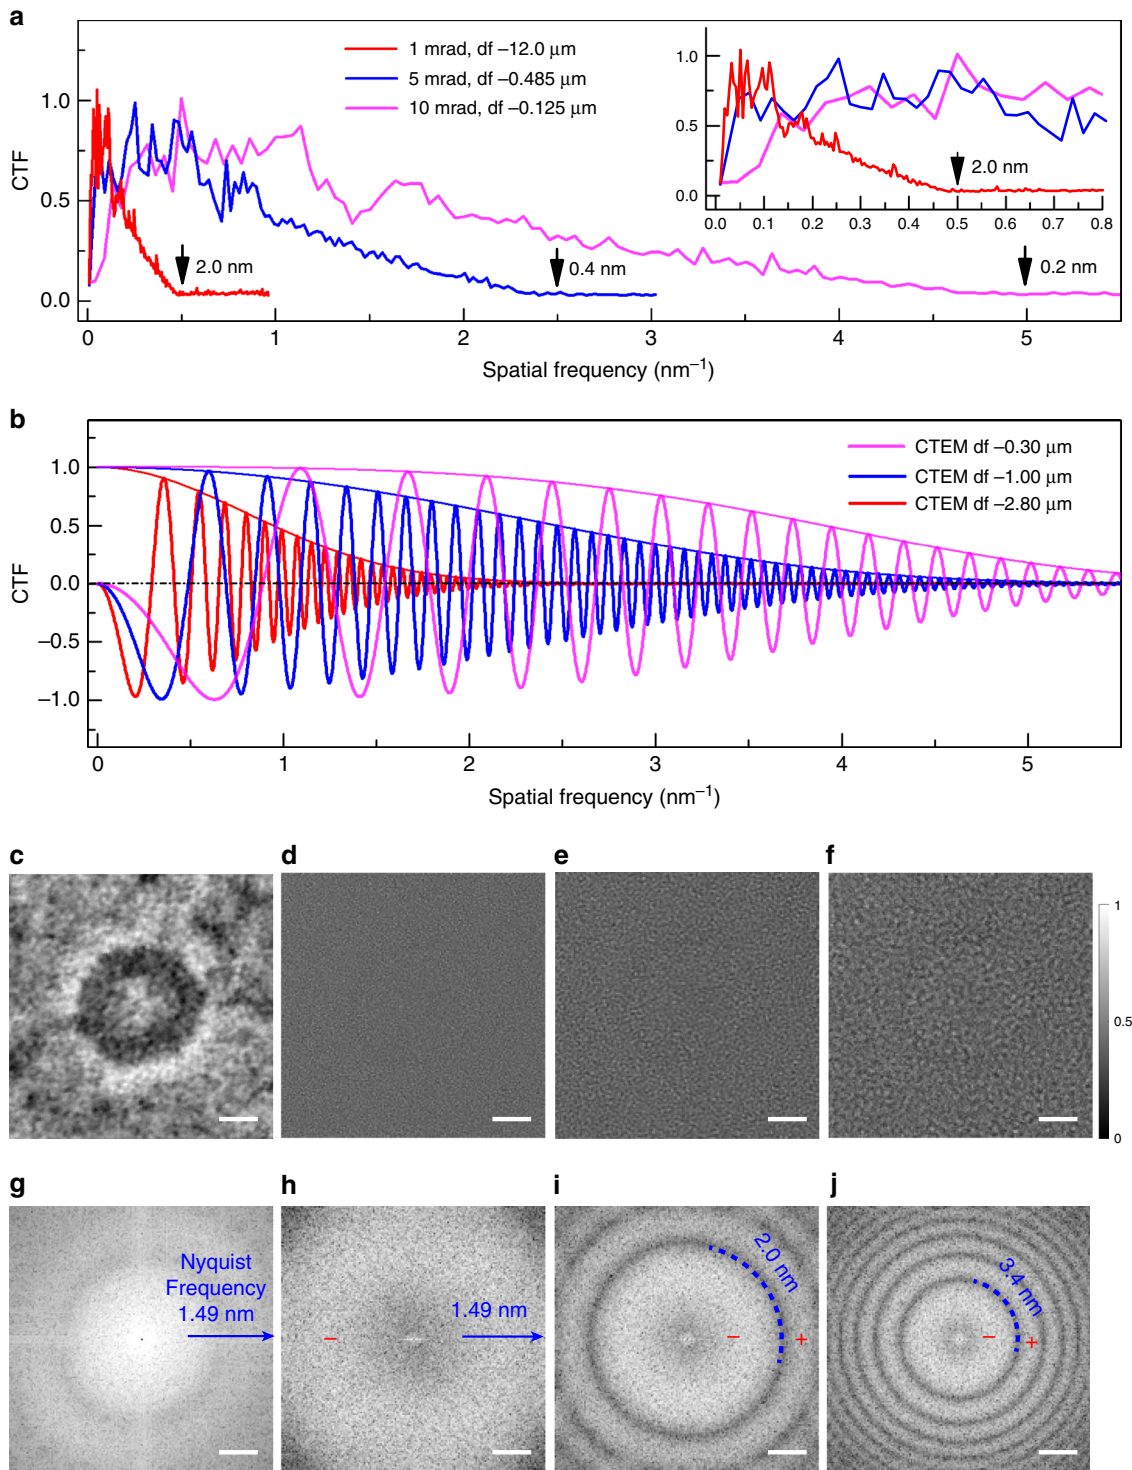 a
1 mrad, df –12.0 μm
5 mrad, df –0.485 μm
10 mrad, df –0.125 μm
CTF
1.0
0.5
0.0
2.0 nm
0.4 nm
0.2 nm
0 1 2 3 4 5
Spatial frequency (nm–1)
1.0
0.5
0.0
2.0 nm
0.0 0.1 0.2 0.3 0.4 0.5 0.6 0.7 0.8
b
CTEM df –0.30 μm
CTEM df –1.00 μm
CTEM df –2.80 μm
CTF
1.0
0.5
0.0
–0.5
–1.0
0 1 2 3 4 5
Spatial frequency (nm–1)
c d e f
1
0.5
0
g h i j
Nyquist
Frequency
1.49 nm
–
1.49 nm
2.0 nm
– +
3.4 nm
– +